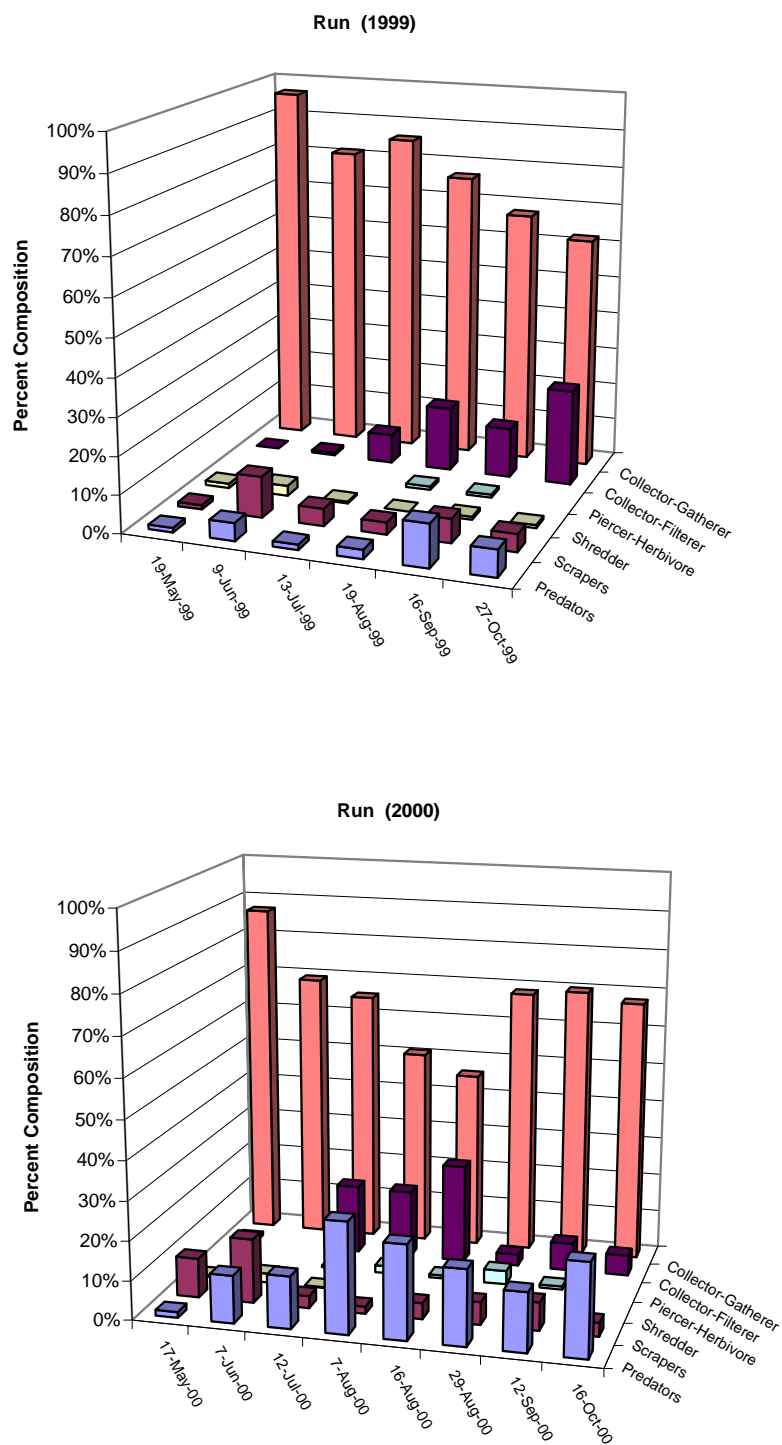 Run (1999)
100%
90%
80%
70%
60%
50%
40%
30%
20%
10%
0%
Percent Composition
19-May-99
9-Jun-99
13-Jul-99
19-Aug-99
16-Sep-99
27-Oct-99
Collector-Gatherer
Collector-Filterer
Piercer-Herbivore
Shredder
Scrapers
Predators
Run (2000)
100%
90%
80%
70%
60%
50%
40%
30%
20%
10%
0%
Percent Composition
17-May-00
7-Jun-00
12-Jul-00
7-Aug-00
16-Aug-00
29-Aug-00
12-Sep-00
16-Oct-00
Collector-Gatherer
Collector-Filterer
Piercer-Herbivore
Shredder
Scrapers
Predators